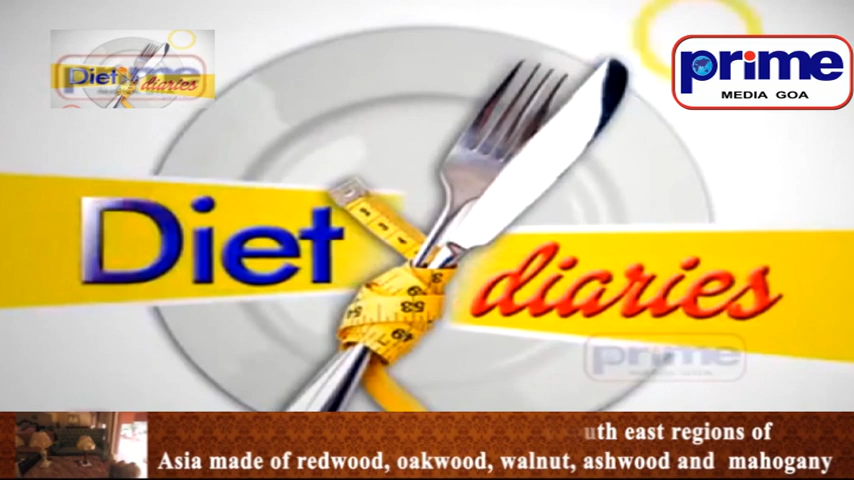 Diet diaries
prime
MEDIA GOA
Diet diaries
prime
uth east regions of
Asia made of redwood, oakwood, walnut, ashwood and mahogany